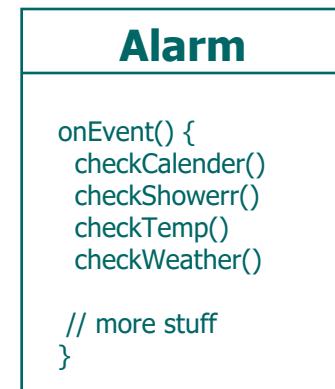 Alarm
onEvent() {
checkCalender()
checkShowerr()
checkTemp()
checkWeather()
// more stuff
}